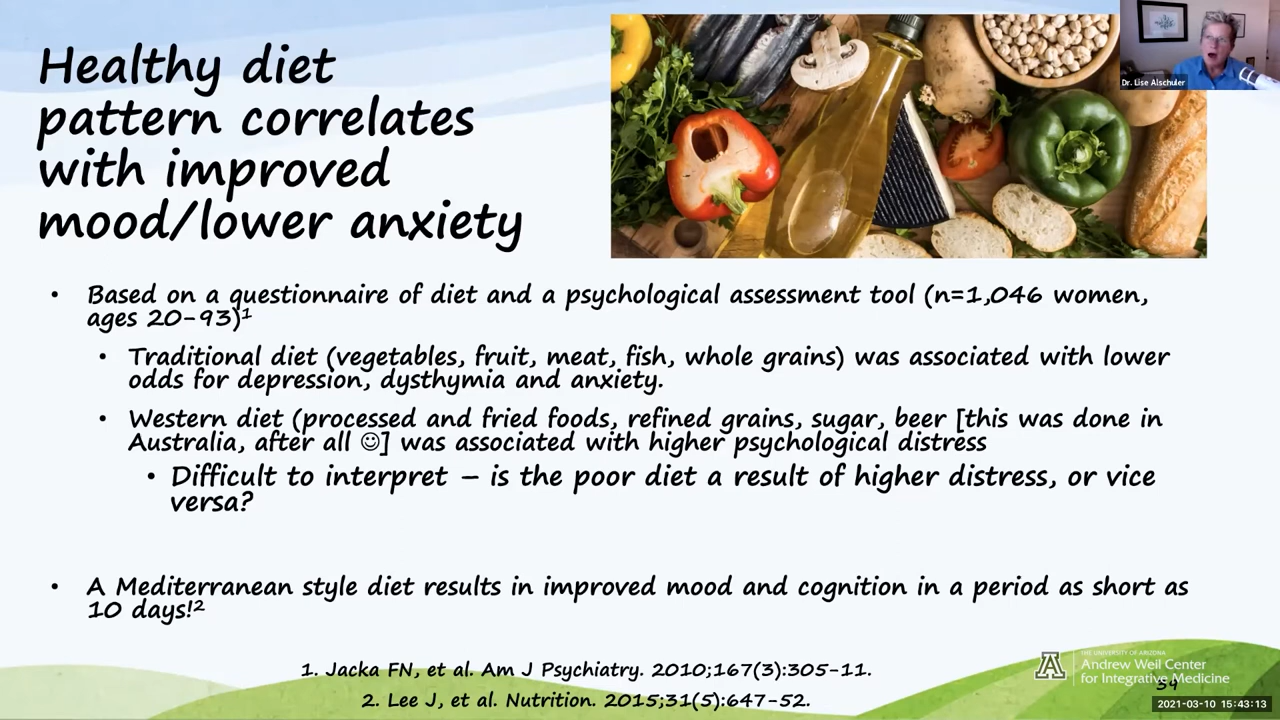 Healthy diet
pattern correlates
with improved
mood/lower anxiety
Dr. Lise Alschuler
• Based on a questionnaire of diet and a psychological assessment tool (n=1,046 women,
ages 20-93)¹
• Traditional diet (vegetables, fruit, meat, fish, whole grains) was associated with lower
odds for depression, dysthymia and anxiety.
• Western diet (processed and fried foods, refined grains, sugar, beer [this was done in
Australia, after all ☺] was associated with higher psychological distress
• Difficult to interpret – is the poor diet a result of higher distress, or vice
versa?
• A Mediterranean style diet results in improved mood and cognition in a period as short as
10 days!²
1. Jacka FN, et al. Am J Psychiatry. 2010;167(3):305-11.
2. Lee J, et al. Nutrition. 2015;31(5):647-52.
THE UNIVERSITY OF ARIZONA
Andrew Weil Center
for Integrative Medicine
34
2021-03-10 15:43:13